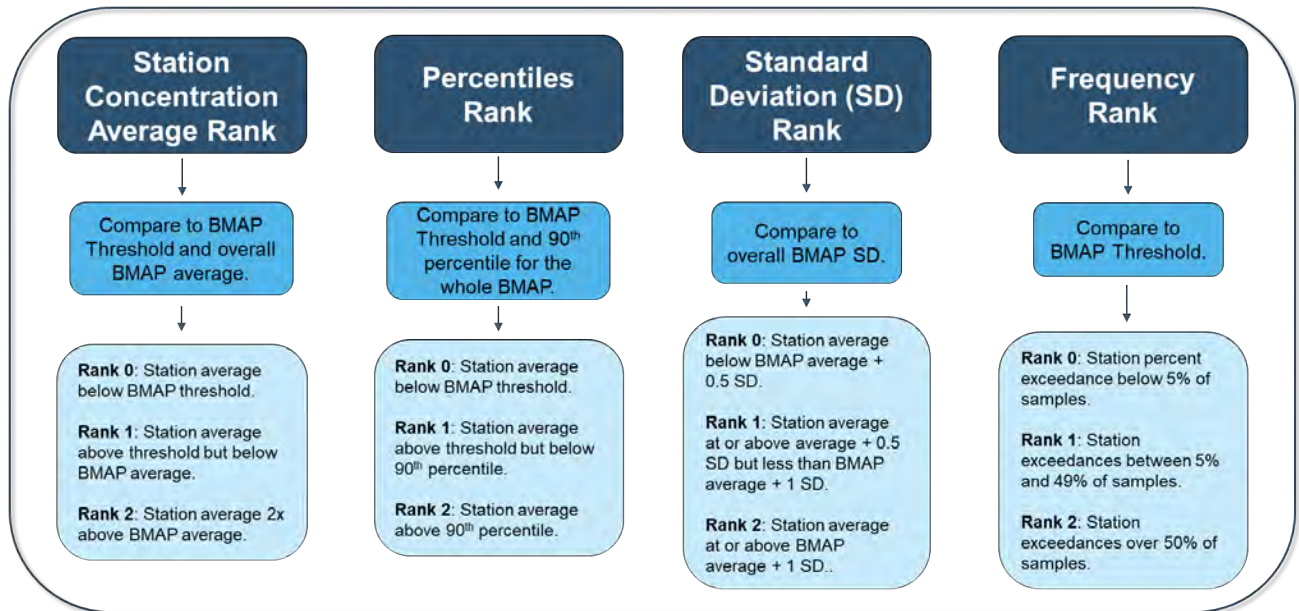 Station
Concentration
Average Rank
Compare to BMAP
Threshold and overall
BMAP average.
Rank 0: Station average
below BMAP threshold.
Rank 1: Station average
above threshold but below
BMAP average.
Rank 2: Station average 2x
above BMAP average.
Percentiles
Rank
Compare to BMAP
Threshold and 90th
percentile for the
whole BMAP.
Rank 0: Station average
below BMAP threshold.
Rank 1: Station average
above threshold but below
90th percentile.
Rank 2: Station average
above 90th percentile.
Standard
Deviation (SD)
Rank
Compare to
overall BMAP SD.
Rank 0: Station average
below BMAP average +
0.5 SD.
Rank 1: Station average
at or above average + 0.5
SD but less than BMAP
average + 1 SD.
Rank 2: Station average
at or above BMAP
average + 1 SD..
Frequency
Rank
Compare to
BMAP Threshold.
Rank 0: Station percent
exceedance below 5% of
samples.
Rank 1: Station
exceedances between 5%
and 49% of samples.
Rank 2: Station
exceedances over 50% of
samples.